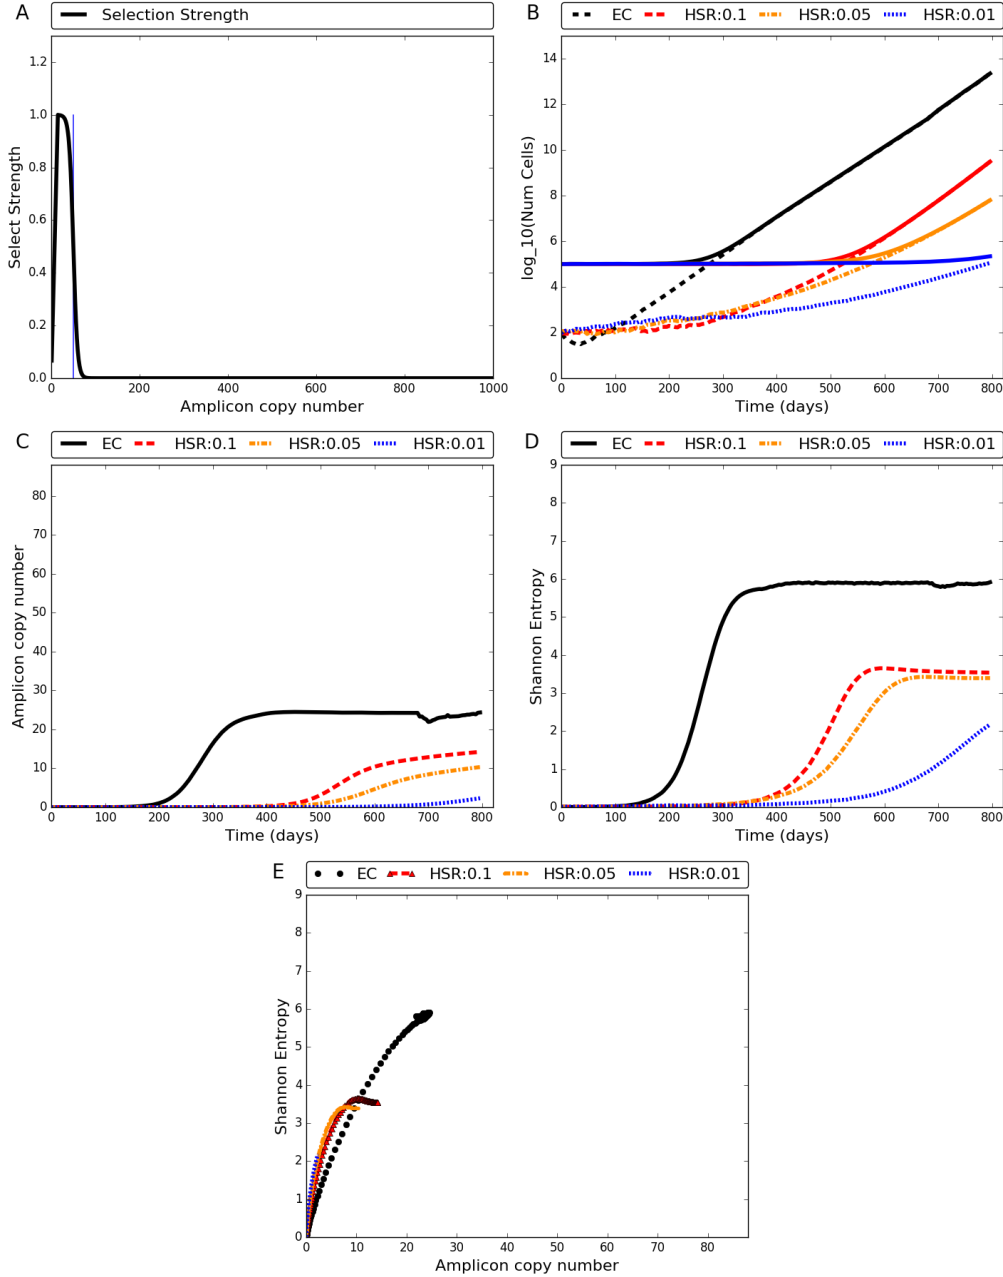 A
Selection Strength
1.2
1.0
0.8
0.6
0.4
0.2
0.0
Select Strength
0 200 400 600 800 1000
Amplicon copy number
B
EC HSR:0.1 HSR:0.05 HSR:0.01
14
12
10
8
6
4
2
0
log_10(Num Cells)
0 100 200 300 400 500 600 700 800
Time (days)
C
EC HSR:0.1 HSR:0.05 HSR:0.01
80
70
60
50
40
30
20
10
0
Amplicon copy number
0 100 200 300 400 500 600 700 800
Time (days)
D
EC HSR:0.1 HSR:0.05 HSR:0.01
9
8
7
6
5
4
3
2
1
0
Shannon Entropy
0 100 200 300 400 500 600 700 800
Time (days)
E
EC HSR:0.1 HSR:0.05 HSR:0.01
9
8
7
6
5
4
3
2
1
0
Shannon Entropy
0 10 20 30 40 50 60 70 80
Amplicon copy number